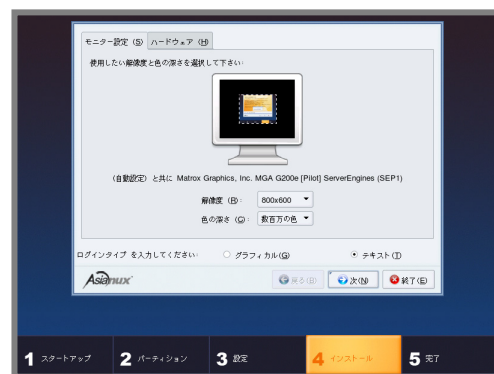 モニター設定 (S) ハードウェア (H)
使用したい解像度と色の深さを選択して下さい:
(自動設定) と共に Matrox Graphics, Inc. MGA G200e [Pilot] ServerEngines (SEP1)
解像度 (R): 800x600
色の深さ (C): 数百万の色
ログインタイプ を入力してください: グラフィカル(G) テキスト(T)
Asianux 戻る(B) 次(N) 終了(E)
1 スタートアップ 2 パーティション 3 設定 4 インストール 5 完了